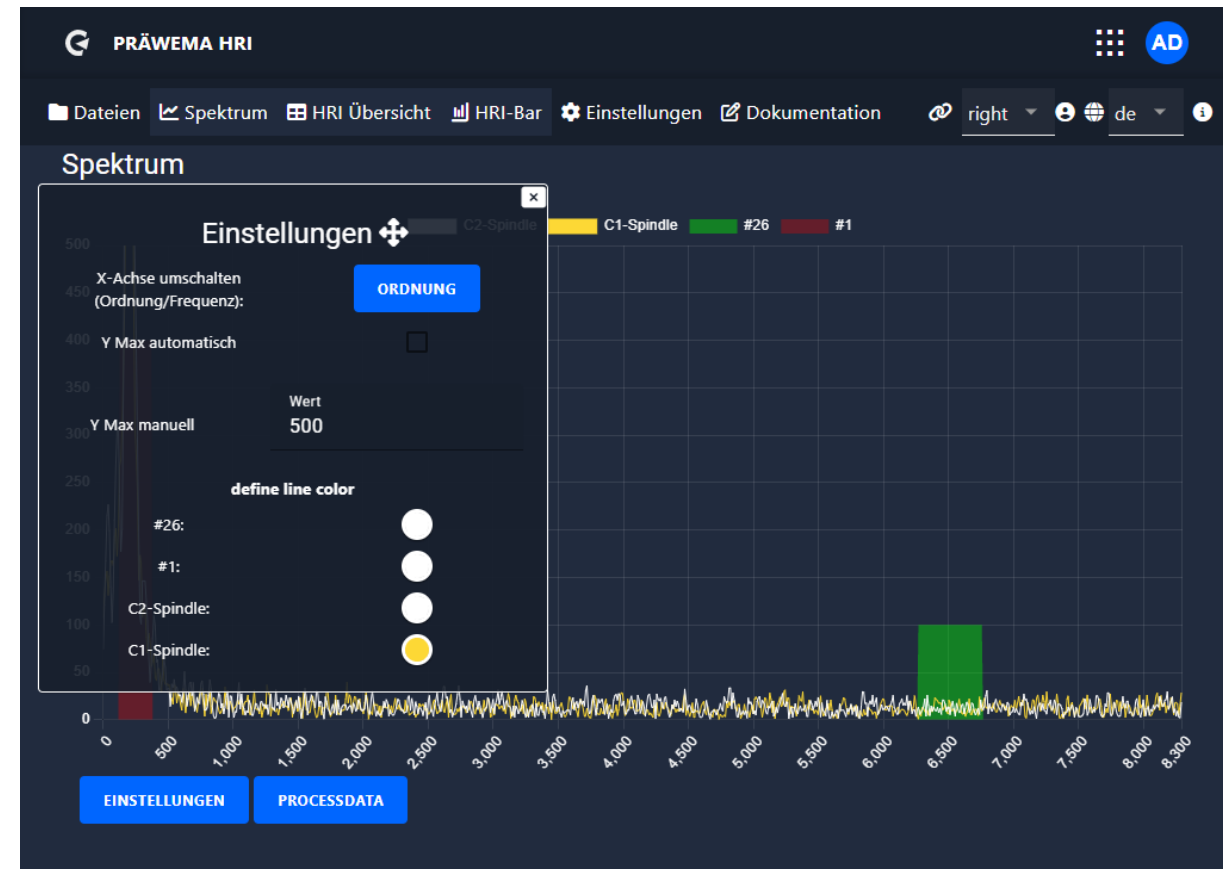 PRÄWEMA HRI
AD
Dateien Spektrum HRI Übersicht HRI-Bar Einstellungen Dokumentation right de
Spektrum
C2-Spindle C1-Spindle #26 #1
Einstellungen
X-Achse umschalten
(Ordnung/Frequenz):
ORDNUNG
Y Max automatisch
Wert
Y Max manuell 500
define line color
#26:
#1:
C2-Spindle:
C1-Spindle:
500
450
400
350
300
250
200
150
100
50
0
0 500 1,000 1,500 2,000 2,500 3,000 3,500 4,000 4,500 5,000 5,500 6,000 6,500 7,000 7,500 8,000 8,300
EINSTELLUNGEN PROCESSDATA